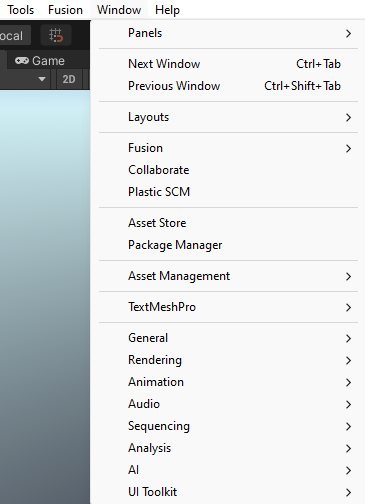 Tools Fusion Window Help
ocal
Game
2D
Panels
Next Window Ctrl+Tab
Previous Window Ctrl+Shift+Tab
Layouts
Fusion
Collaborate
Plastic SCM
Asset Store
Package Manager
Asset Management
TextMeshPro
General
Rendering
Animation
Audio
Sequencing
Analysis
AI
UI Toolkit